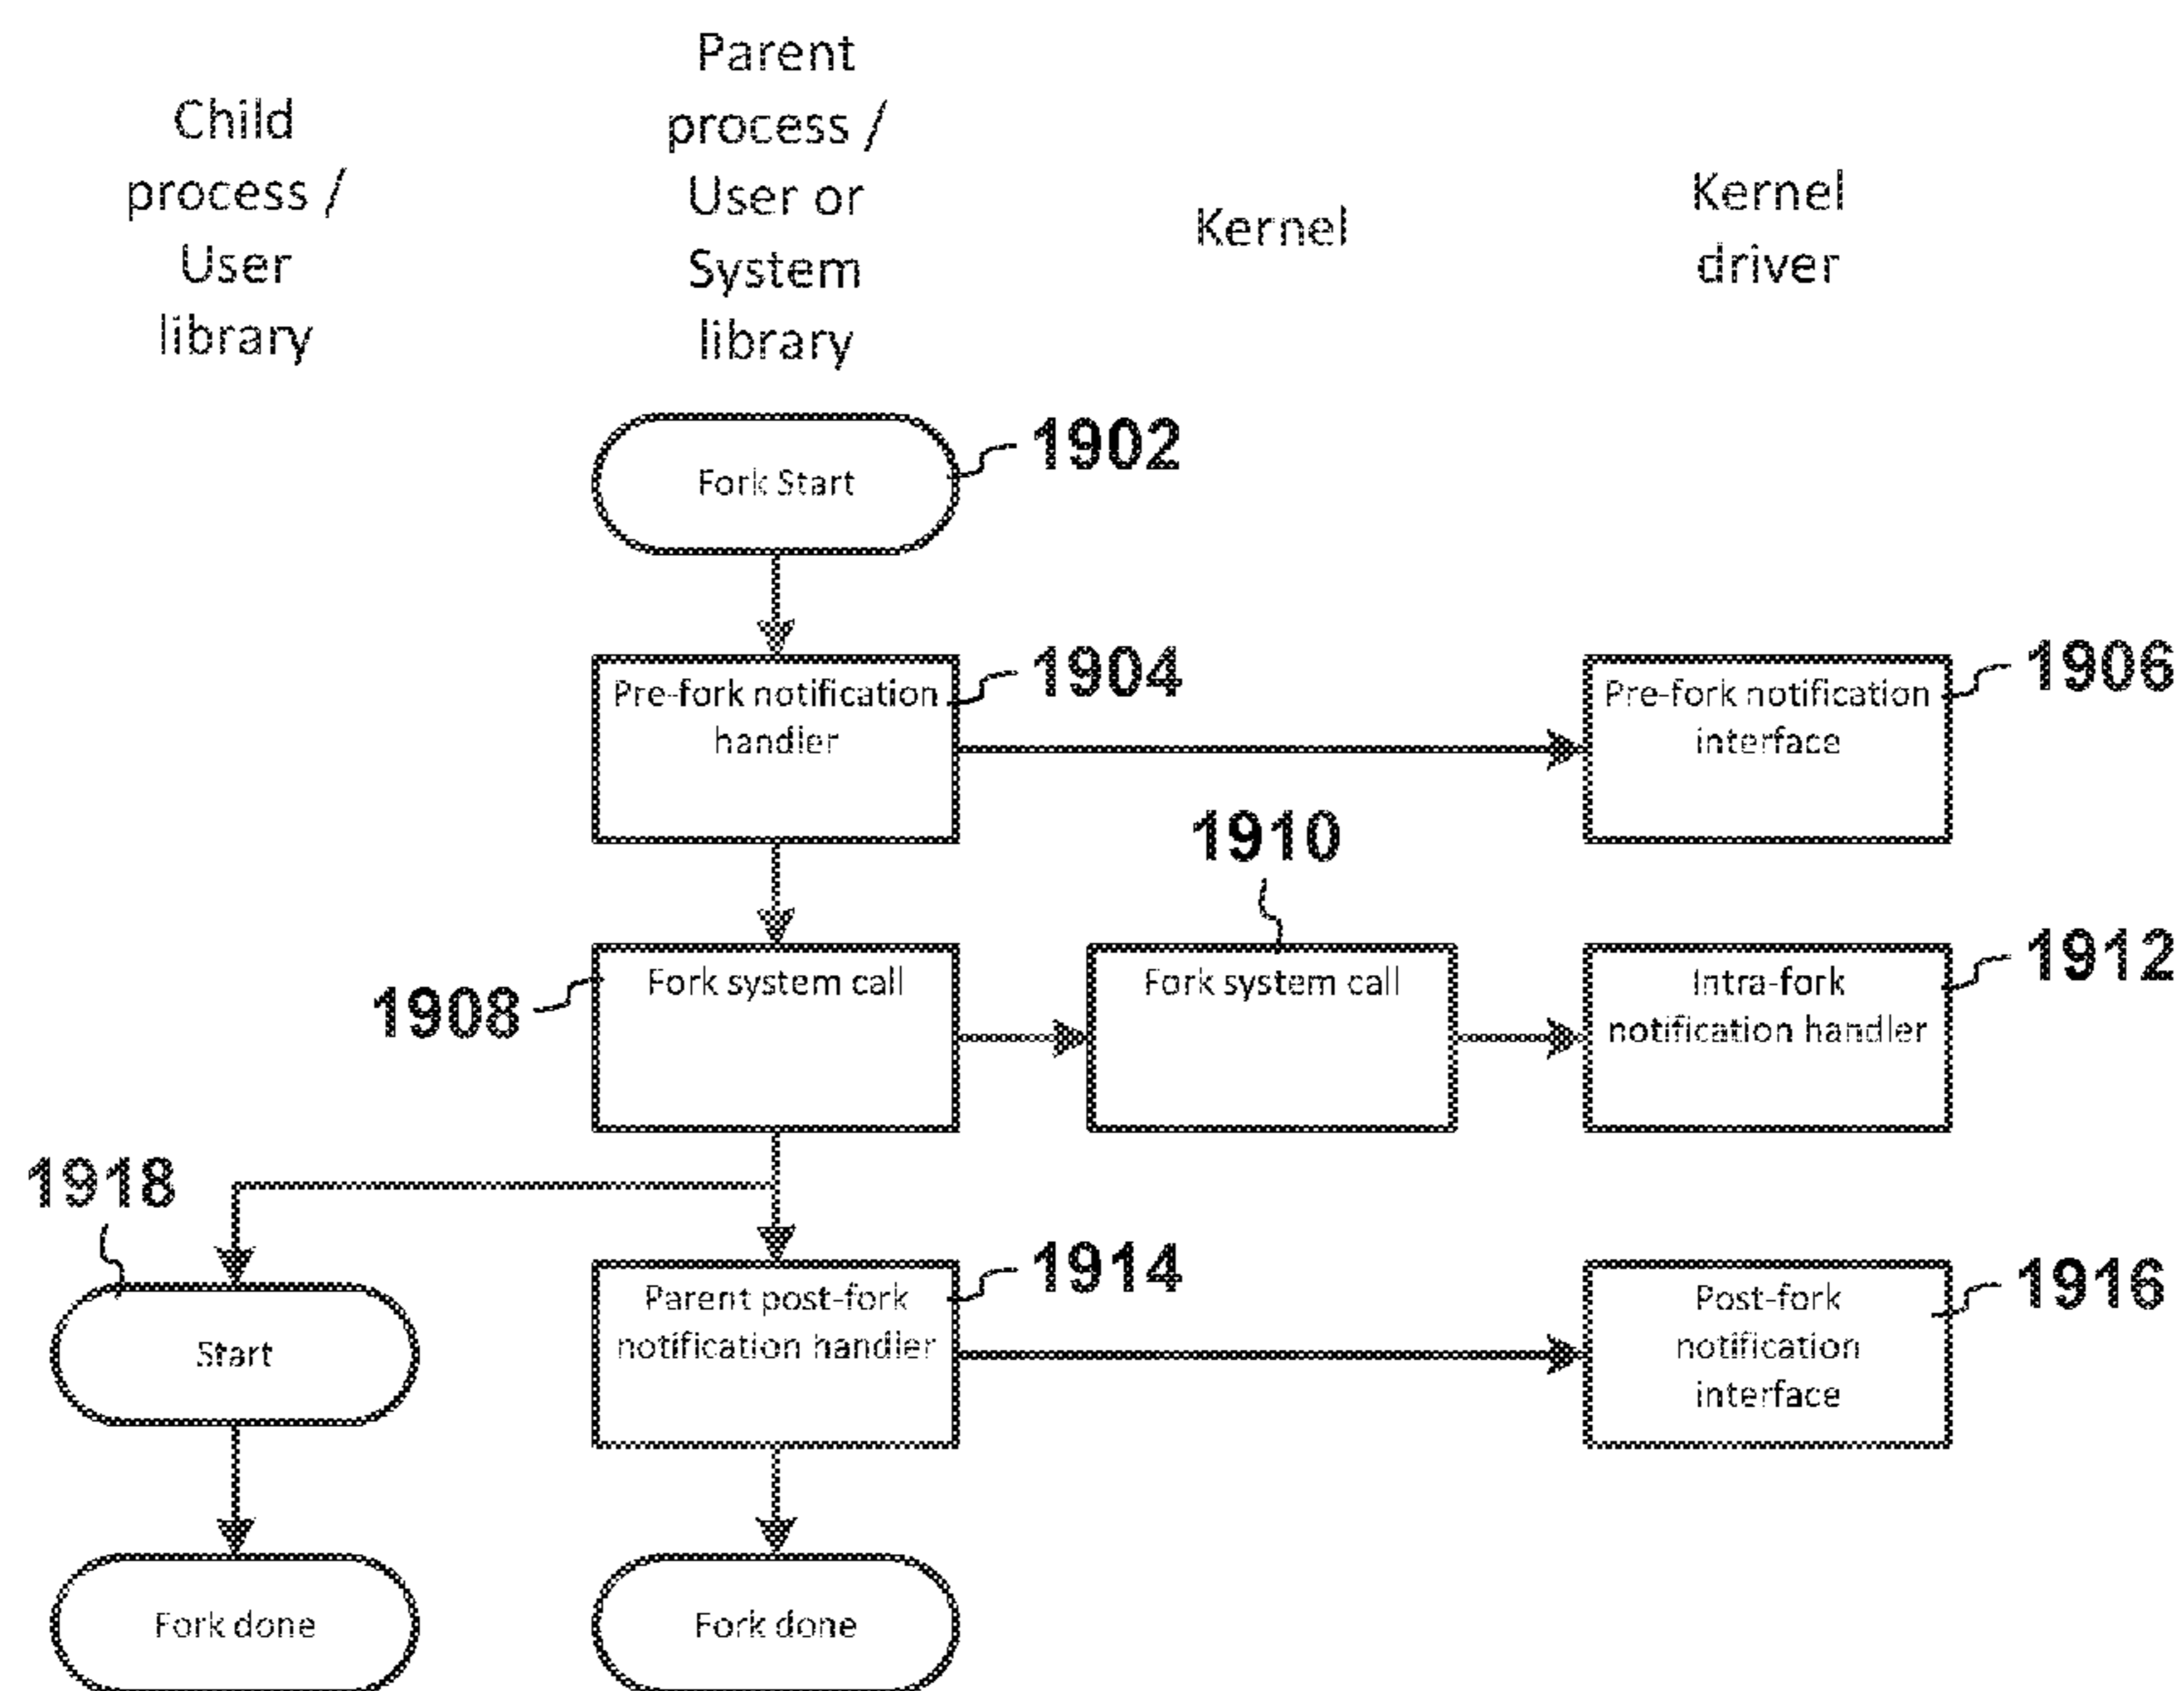 Child
process /
User
library
Parent
process /
User or
System
library
Kernel
Kernel
driver
Fork Start
1902
Pre-fork notification
handler
1904
Pre-fork notification
interface
1906
Fork system call
1908
Fork system call
1910
Intra-fork
notification handler
1912
1918
Start
Parent post-fork
notification handler
1914
Post-fork
notification
interface
1916
Fork done
Fork done